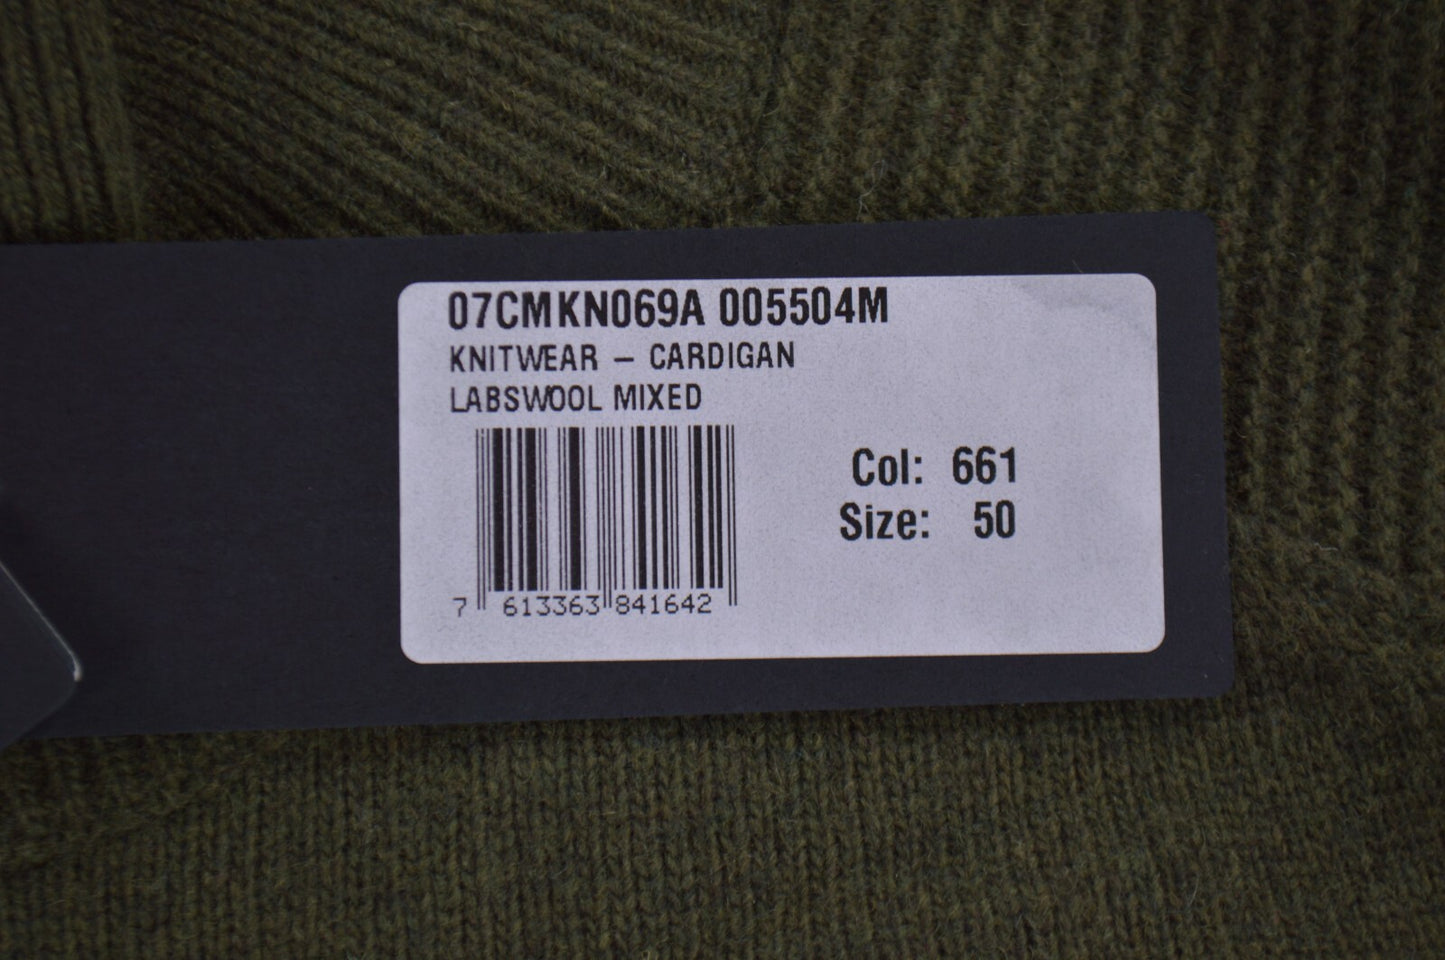 07CMKN069A 005504M
KNITWEAR – CARDIGAN
LABSWOOL MIXED
Col: 661
Size: 50
7 613363 841642